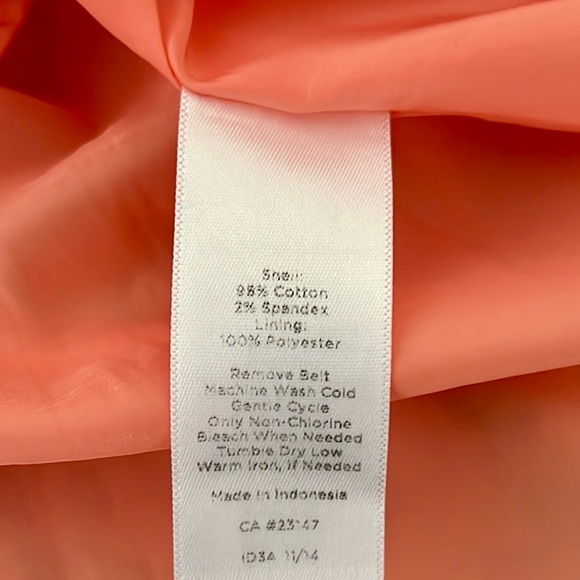 Shell:
98% Cotton
2% Spandex
Lining:
100% Polyester
Remove Belt
Machine Wash Cold
Gentle Cycle
Only Non-Chlorine
Bleach When Needed
Tumble Dry Low
Warm Iron, if Needed
Made in Indonesia
CA #23147
ID3A 11/14